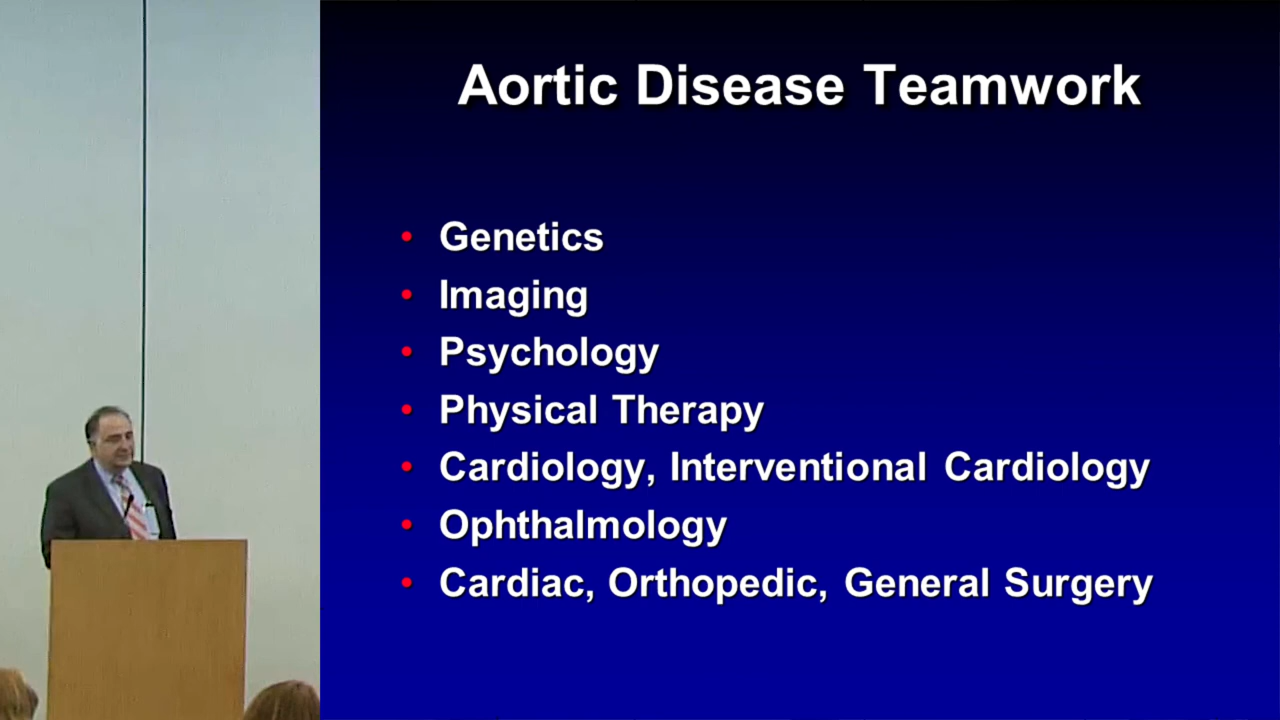 Aortic Disease Teamwork
• Genetics
• Imaging
• Psychology
• Physical Therapy
• Cardiology, Interventional Cardiology
• Ophthalmology
• Cardiac, Orthopedic, General Surgery